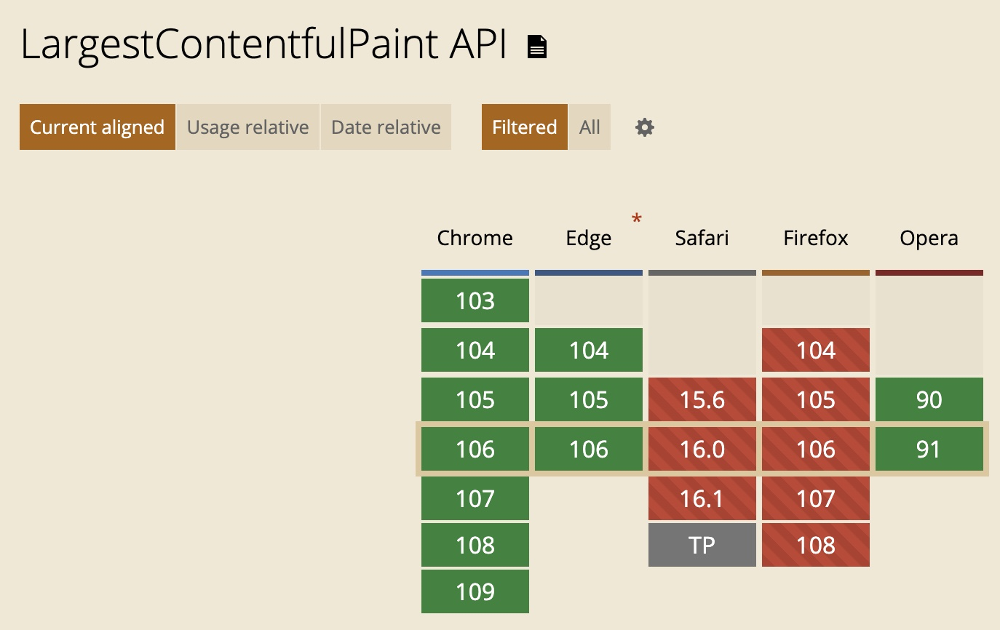 LargestContentfulPaint API
Current aligned Usage relative Date relative Filtered All
*
Chrome Edge Safari Firefox Opera
103
104 104 104
105 105 15.6 105 90
106 106 16.0 106 91
107 16.1 107
108 TP 108
109